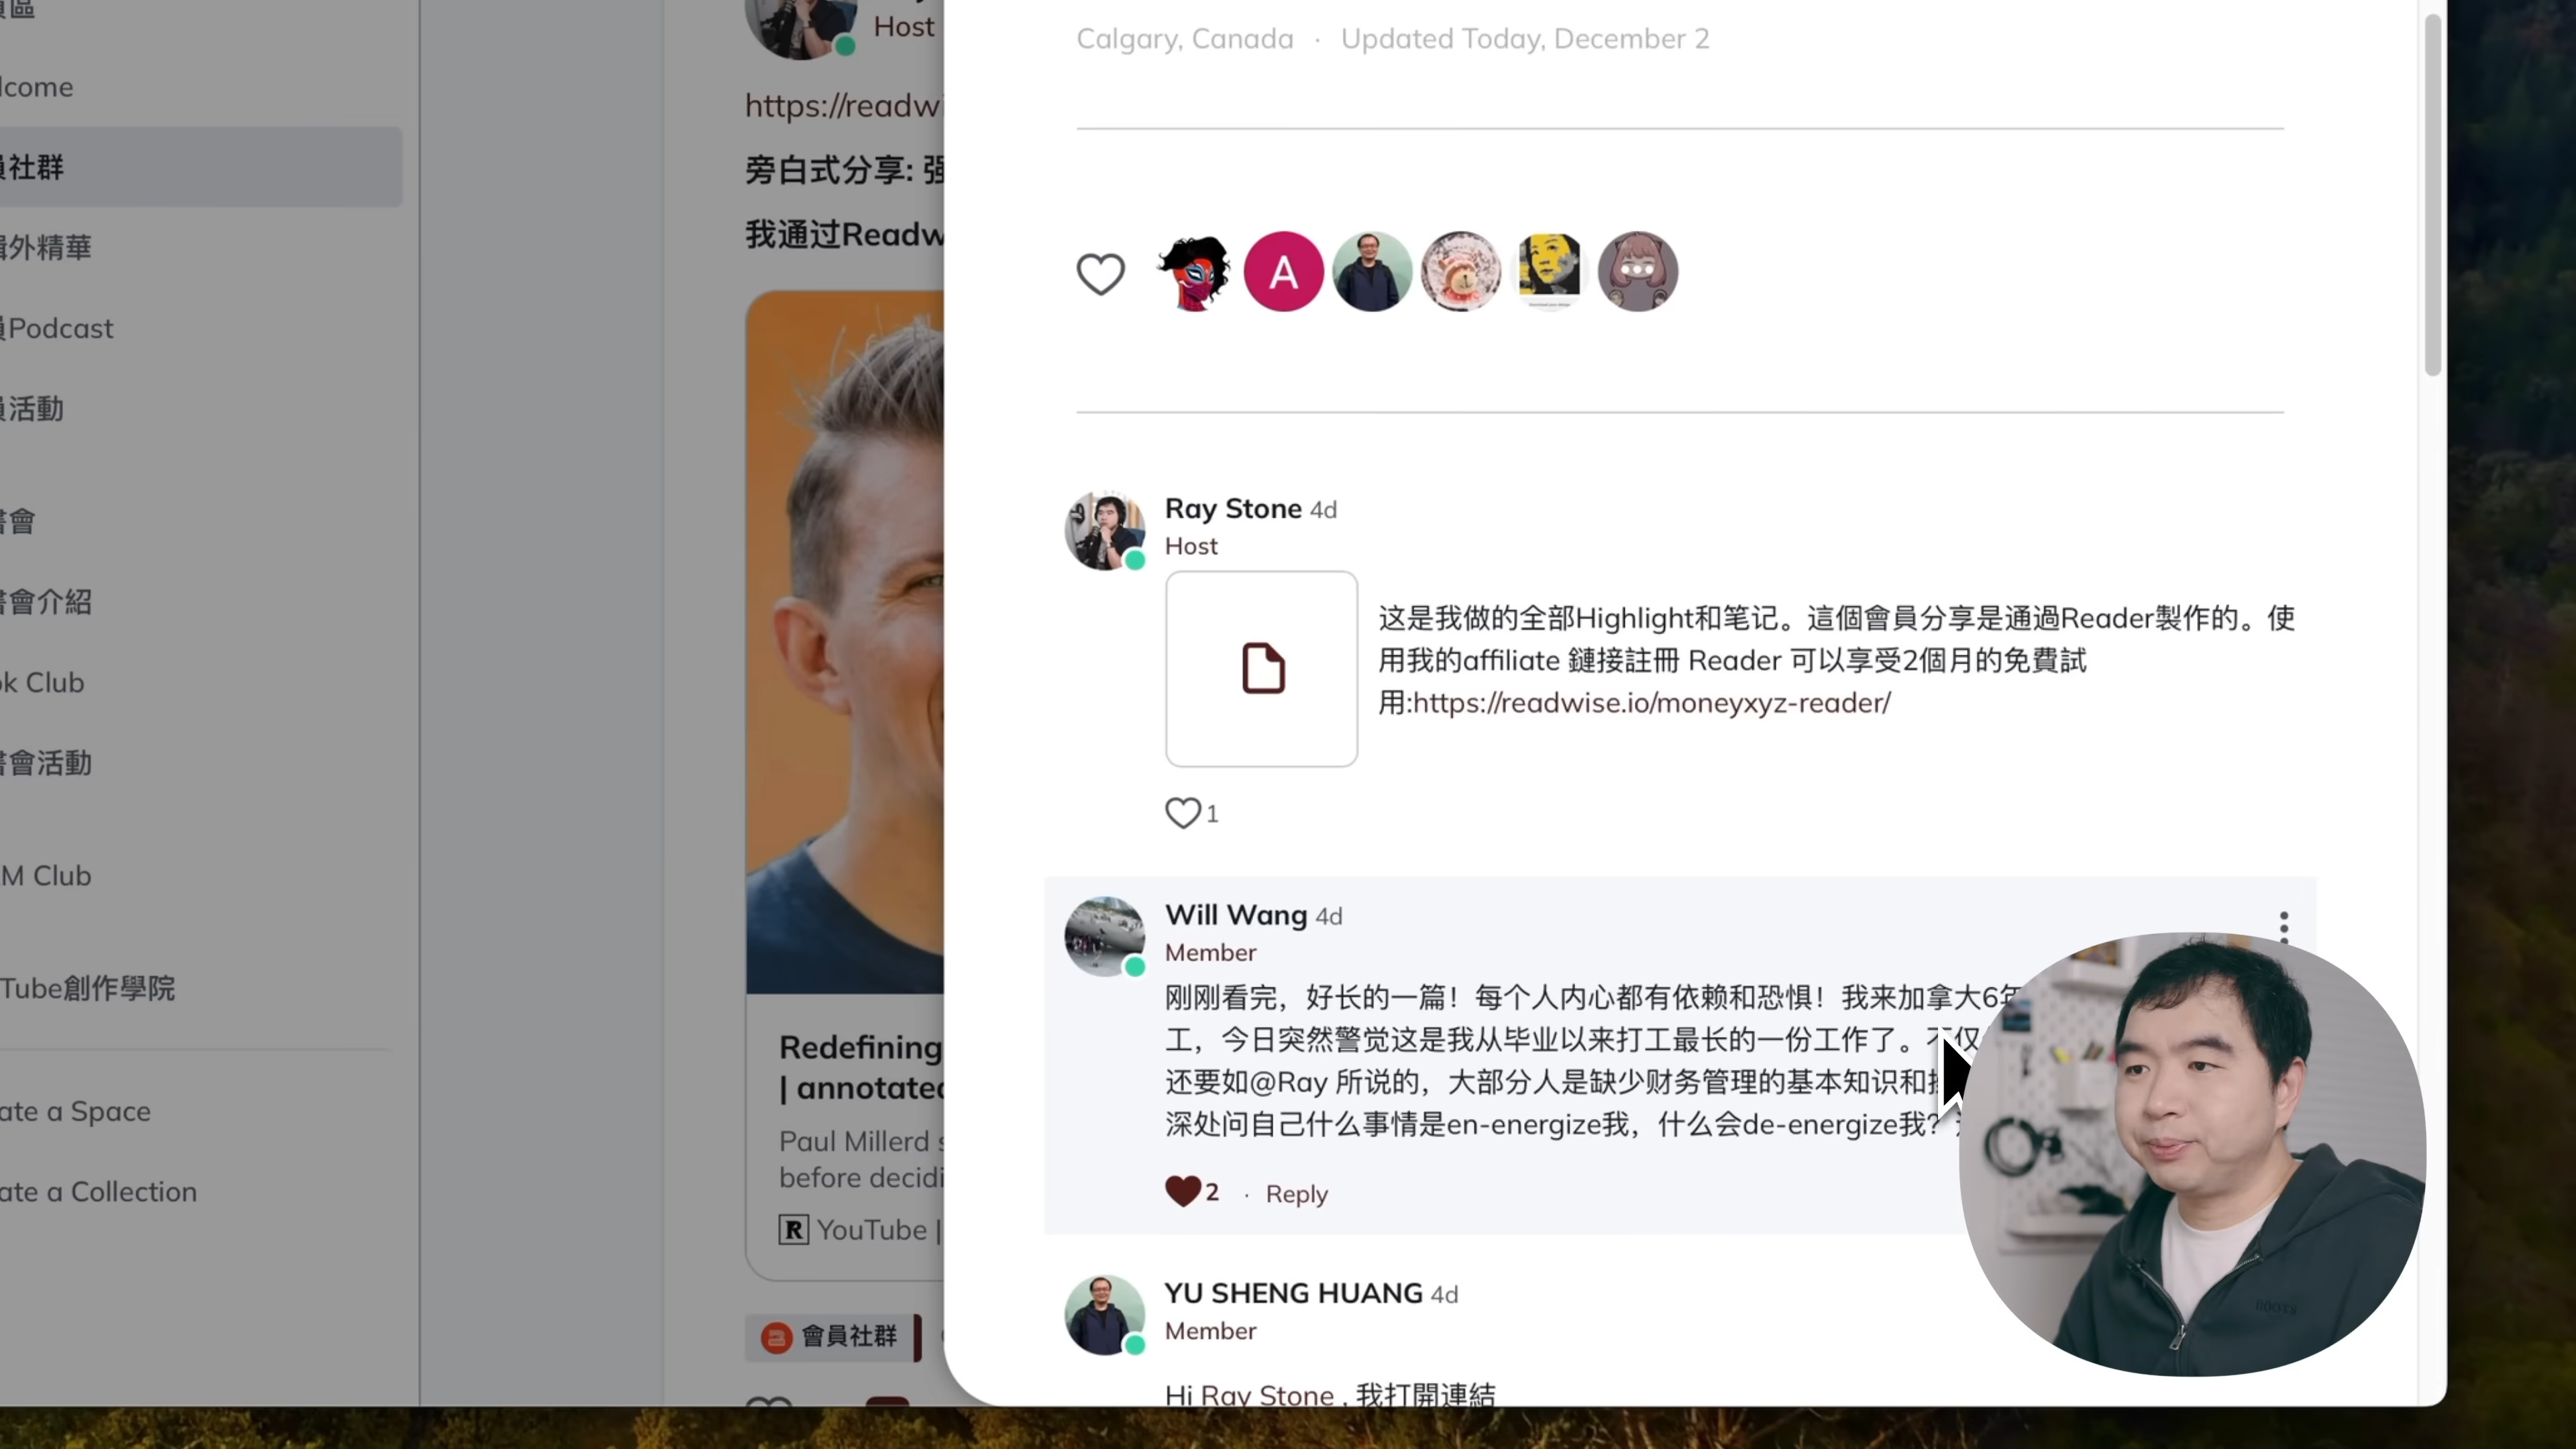 lcome
社群
外精華
Podcast
活動
會
會介紹
k Club
會活動
M Club
Tube創作學院
ate a Space
ate a Collection
Host
https://readwi
旁白式分享: 强
我通过Readw
Redefining
| annotated
Paul Millerd s
before decidi
R YouTube |
會員社群
Calgary, Canada · Updated Today, December 2
A
Ray Stone 4d
Host
这是我做的全部Highlight和笔记。這個會員分享是通過Reader製作的。使
用我的affiliate 鏈接註冊 Reader 可以享受2個月的免費試
用:https://readwise.io/moneyxyz-reader/
1
Will Wang 4d
Member
刚刚看完，好长的一篇！每个人内心都有依赖和恐惧！我来加拿大6年
工，今日突然警觉这是我从毕业以来打工最长的一份工作了。不仅
还要如@Ray 所说的，大部分人是缺少财务管理的基本知识和
深处问自己什么事情是en-energize我，什么会de-energize我？
2 · Reply
YU SHENG HUANG 4d
Member
Hi Ray Stone , 我打開連結